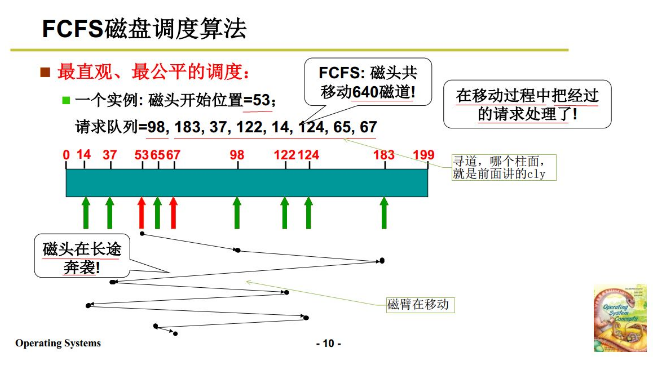 FCFS磁盘调度算法
最直观、最公平的调度：
FCFS: 磁头共
移动640磁道!
一个实例: 磁头开始位置=53；
请求队列=98, 183, 37, 122, 14, 124, 65, 67
在移动过程中把经过
的请求处理了!
0 14 37 53 65 67 98 122 124 183 199
寻道，哪个柱面，
就是前面讲的cly
磁头在长途
奔袭!
磁臂在移动
Operating
System
Concepts
Operating Systems
- 10 -